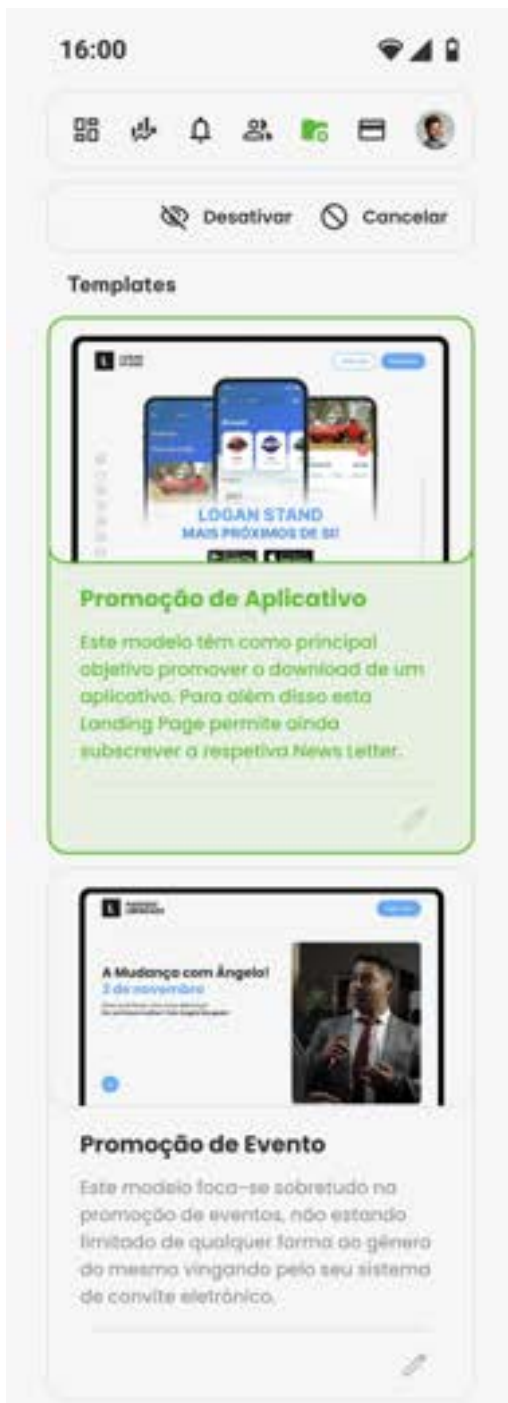 16:00
Desativar Cancelar
Templates
LOGAN STAND
MAIS PRÓXIMOS DE SI!
Promoção de Aplicativo
Este modelo têm como principal
objetivo promover o download de um
aplicativo. Para além disso esta
Landing Page permite ainda
subscrever a respetiva News Letter.
A Mudança com Ângelo!
2 de novembro
Promoção de Evento
Este modelo foca-se sobretudo na
promoção de eventos, não estando
limitado de qualquer forma ao género
do mesmo vingando pelo seu sistema
de convite eletrónico.